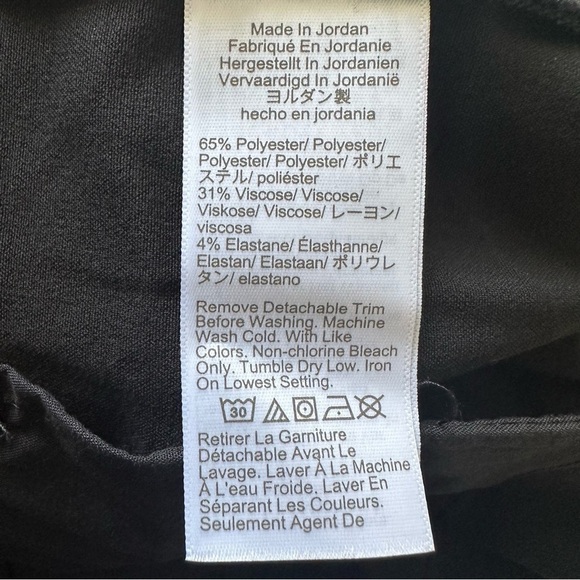 Made In Jordan
Fabriqué En Jordanie
Hergestellt In Jordanien
Vervaardigd In Jordanië
ヨルダン製
hecho en jordania
65% Polyester/ Polyester/
Polyester/ Polyester/ ポリエ
ステル/ poliéster
31% Viscose/ Viscose/
Viskose/ Viscose/ レーヨン/
viscosa
4% Elastane/ Élasthanne/
Elastan/ Elastaan/ ポリウレ
タン/ elastano
Remove Detachable Trim
Before Washing. Machine
Wash Cold. With Like
Colors. Non-chlorine Bleach
Only. Tumble Dry Low. Iron
On Lowest Setting.
30
Retirer La Garniture
Détachable Avant Le
Lavage. Laver À La Machine
À L'eau Froide. Laver En
Séparant Les Couleurs.
Seulement Agent De